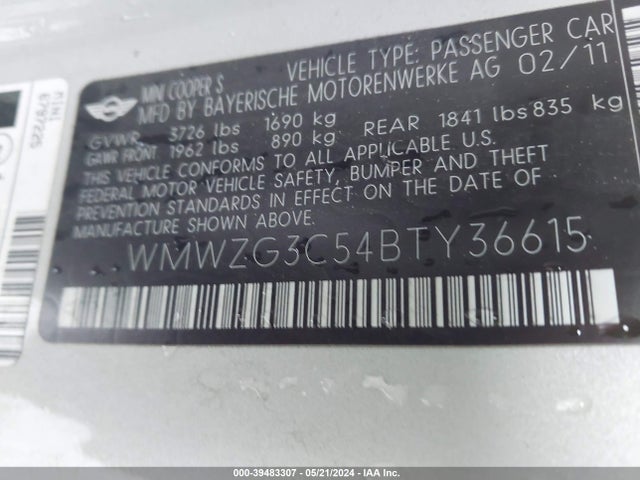 MINI COOPER S VEHICLE TYPE: PASSENGER CAR
MFD BY BAYERISCHE MOTORENWERKE AG 02/11
GVWR 3726 lbs 1690 kg
GAWR FRONT 1962 lbs 890 kg REAR 1841 lbs 835 kg
THIS VEHICLE CONFORMS TO ALL APPLICABLE U.S.
FEDERAL MOTOR VEHICLE SAFETY, BUMPER AND THEFT
PREVENTION STANDARDS IN EFFECT ON THE DATE OF
MANUFACTURE SHOWN ABOVE.
WMWZG3C54BTY36615
MINI
6797225
000-39483307 - 05/21/2024 - IAA Inc.